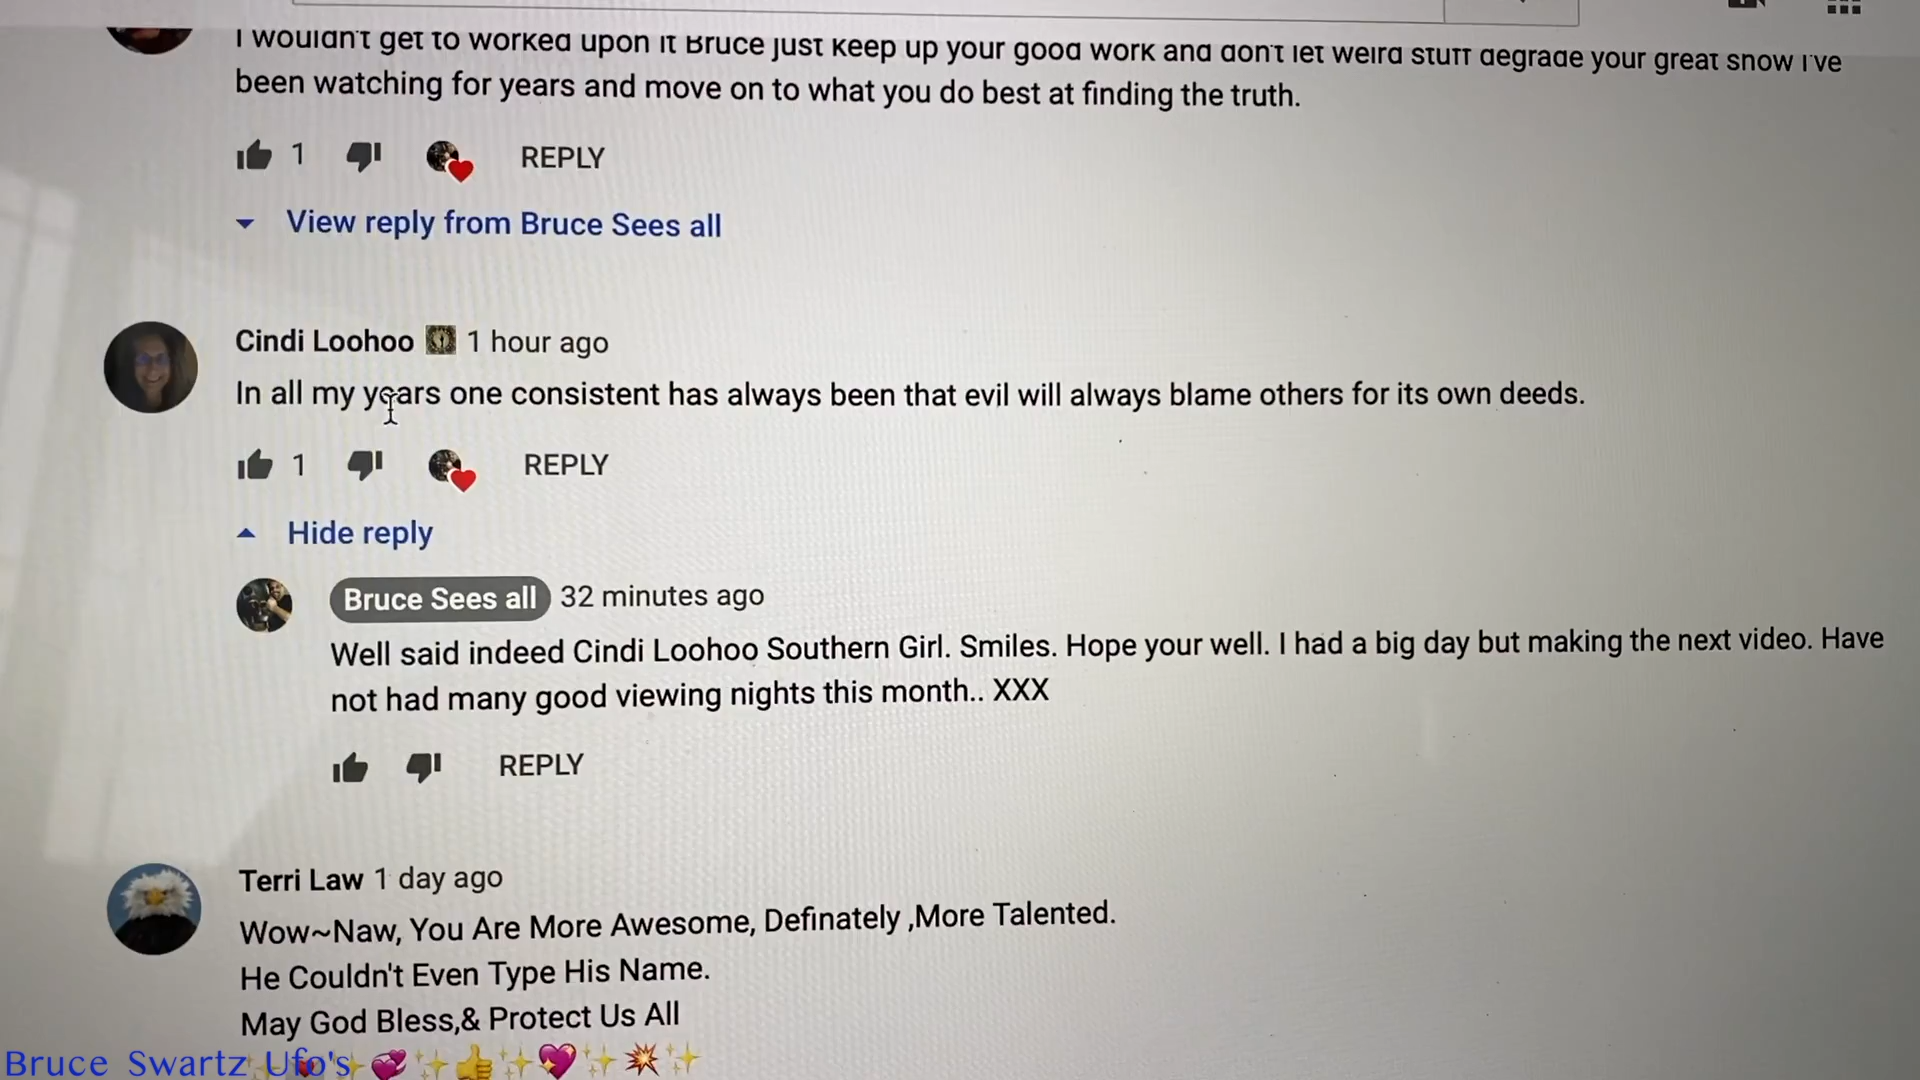 I wouldn't get to worked upon it Bruce just keep up your good work and don't let weird stuff degrade your great show I've
been watching for years and move on to what you do best at finding the truth.
1 REPLY
View reply from Bruce Sees all
Cindi Loohoo 1 hour ago
In all my years one consistent has always been that evil will always blame others for its own deeds.
1 REPLY
Hide reply
Bruce Sees all 32 minutes ago
Well said indeed Cindi Loohoo Southern Girl. Smiles. Hope your well. I had a big day but making the next video. Have
not had many good viewing nights this month.. XXX
REPLY
Terri Law 1 day ago
Wow~Naw, You Are More Awesome, Definately ,More Talented.
He Couldn't Even Type His Name.
May God Bless,& Protect Us All
Bruce Swartz Ufo's